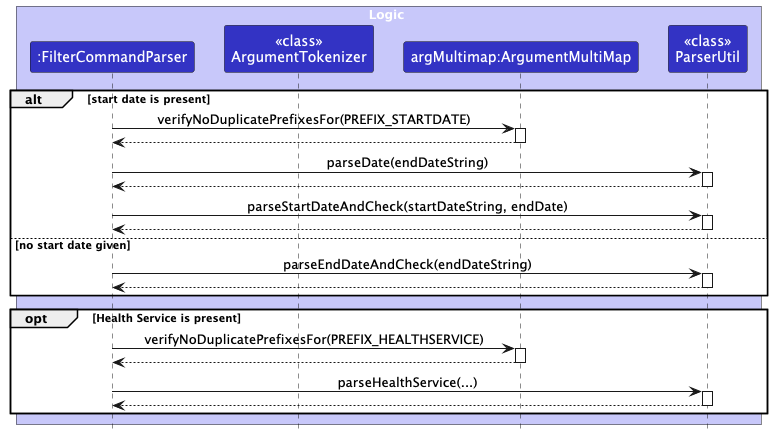 Logic
:FilterCommandParser
«class»
ArgumentTokenizer
argMultimap:ArgumentMultiMap
«class»
ParserUtil
alt
[start date is present]
verifyNoDuplicatePrefixesFor(PREFIX_STARTDATE)
parseDate(endDateString)
parseStartDateAndCheck(startDateString, endDate)
[no start date given]
parseEndDateAndCheck(endDateString)
opt
[Health Service is present]
verifyNoDuplicatePrefixesFor(PREFIX_HEALTHSERVICE)
parseHealthService(...)